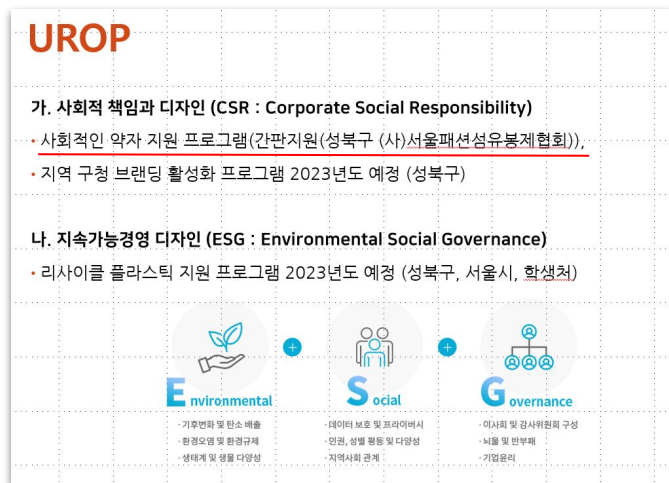 UROP
가. 사회적 책임과 디자인 (CSR : Corporate Social Responsibility)
• 사회적인 약자 지원 프로그램(간판지원(성북구 (사)서울패션섬유봉제협회)),
• 지역 구청 브랜딩 활성화 프로그램 2023년도 예정 (성북구)
나. 지속가능경영 디자인 (ESG : Environmental Social Governance)
• 리사이클 플라스틱 지원 프로그램 2023년도 예정 (성북구, 서울시, 학생처)
+ +
Environmental Social Governance
· 기후변화 및 탄소 배출 · 데이터 보호 및 프라이버시 · 이사회 및 감사위원회 구성
· 환경오염 및 환경규제 · 인권, 성별 평등 및 다양성 · 뇌물 및 반부패
· 생태계 및 생물 다양성 · 지역사회 관계 · 기업윤리